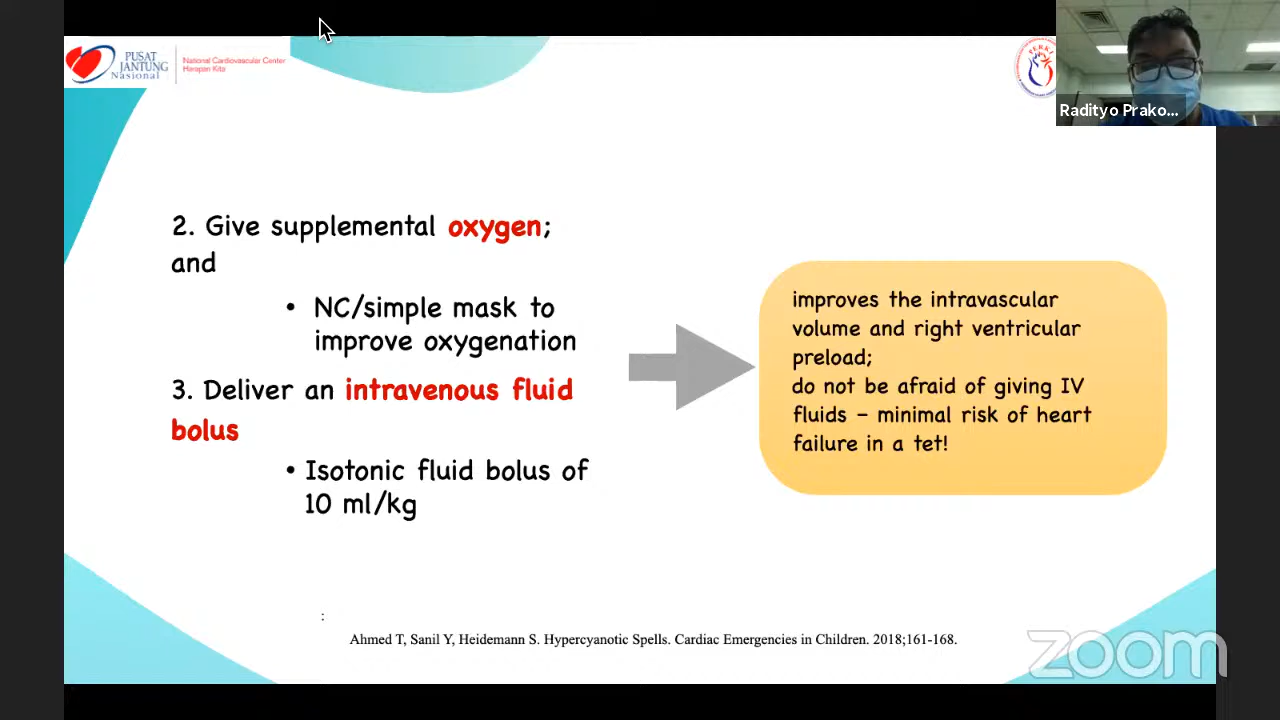 PUSAT
JANTUNG
Nasional
National Cardiovascular Center
Harapan Kita
PERKI
Radityo Prako...
2. Give supplemental oxygen;
and
• NC/simple mask to
improve oxygenation
3. Deliver an intravenous fluid
bolus
• Isotonic fluid bolus of
10 ml/kg
improves the intravascular
volume and right ventricular
preload;
do not be afraid of giving IV
fluids – minimal risk of heart
failure in a tet!
:
Ahmed T, Sanil Y, Heidemann S. Hypercyanotic Spells. Cardiac Emergencies in Children. 2018;161-168.
zoom